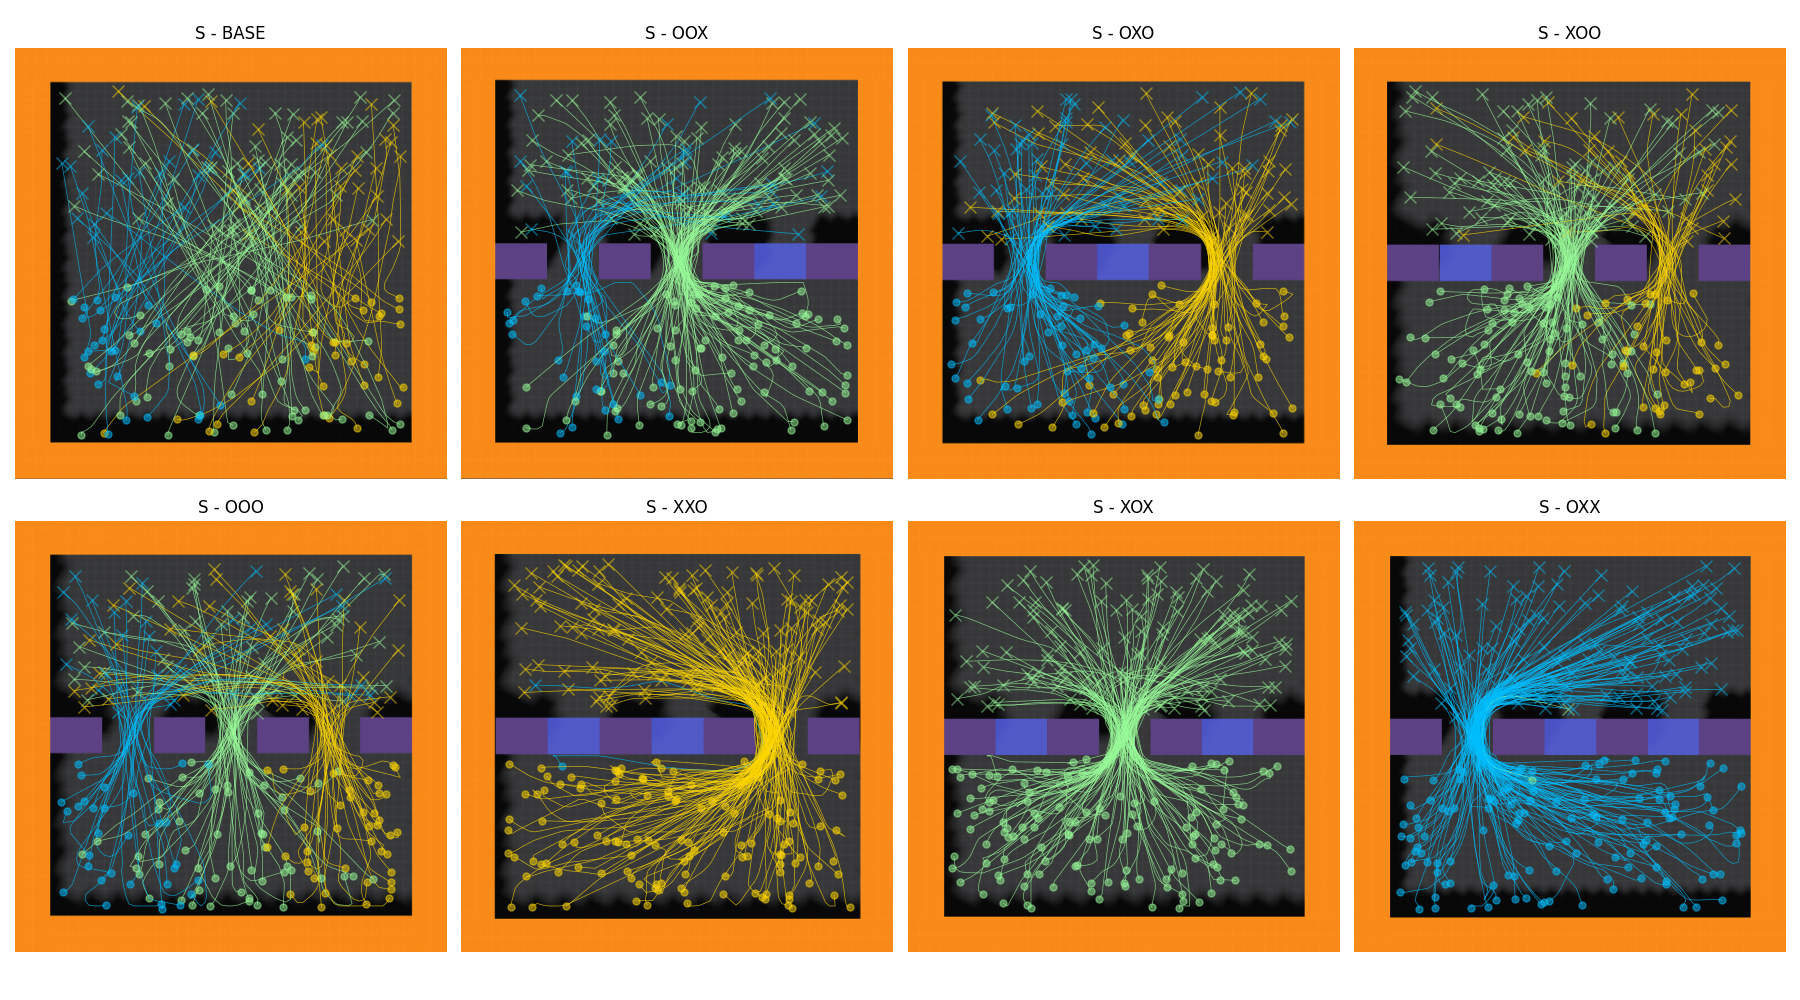 S - BASE
S - OOX
S - OXO
S - XOO
S - OOO
S - XXO
S - XOX
S - OXX